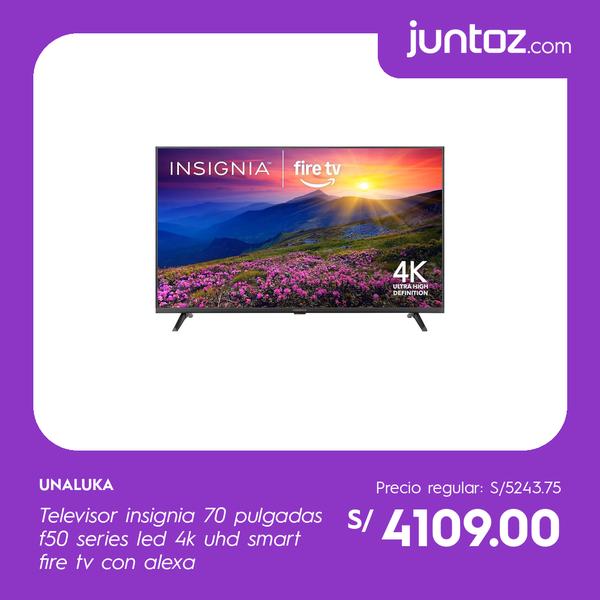 juntoz.com
INSIGNIA™ | fire tv
4K
ULTRA HIGH
DEFINITION
UNALUKA
Televisor insignia 70 pulgadas
f50 series led 4k uhd smart
fire tv con alexa
Precio regular: S/5243.75
S/ 4109.00